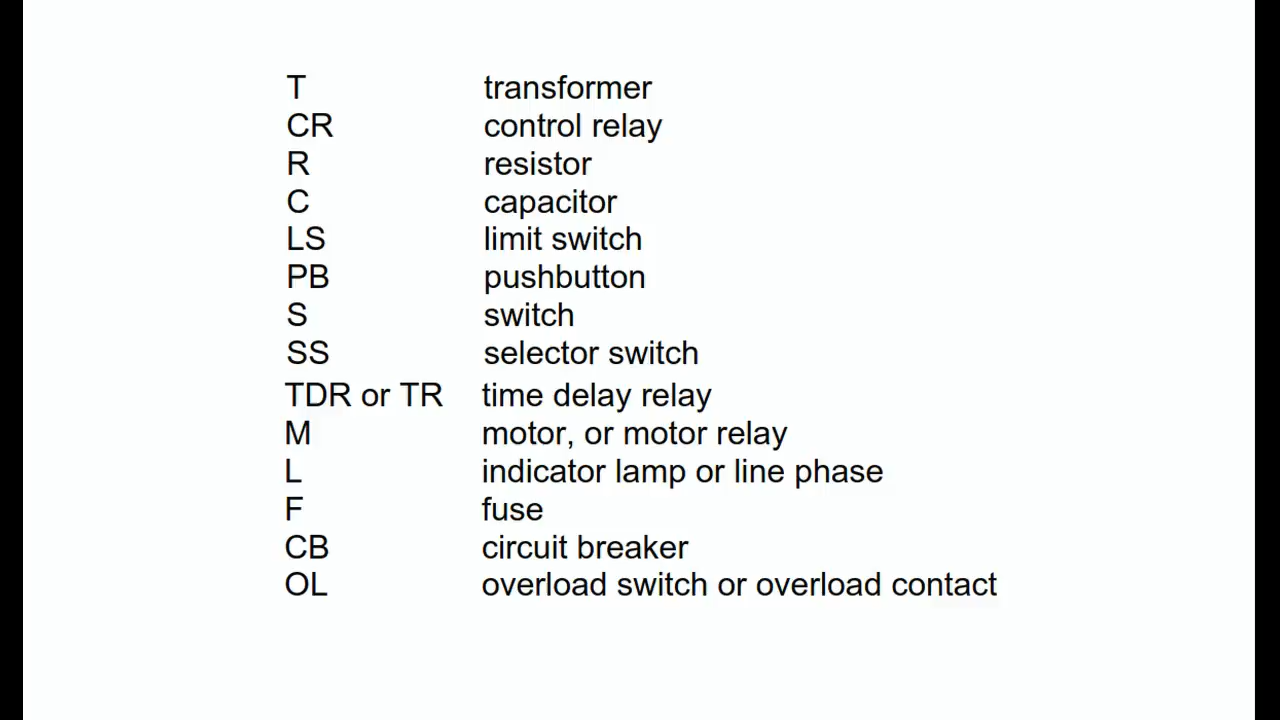 T transformer
CR control relay
R resistor
C capacitor
LS limit switch
PB pushbutton
S switch
SS selector switch
TDR or TR time delay relay
M motor, or motor relay
L indicator lamp or line phase
F fuse
CB circuit breaker
OL overload switch or overload contact